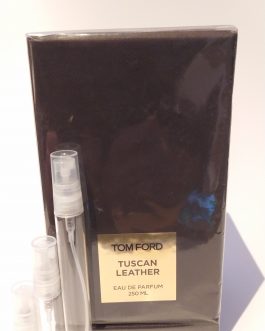 TOM FORD
TUSCAN
LEATHER
EAU DE PARFUM
250 ML